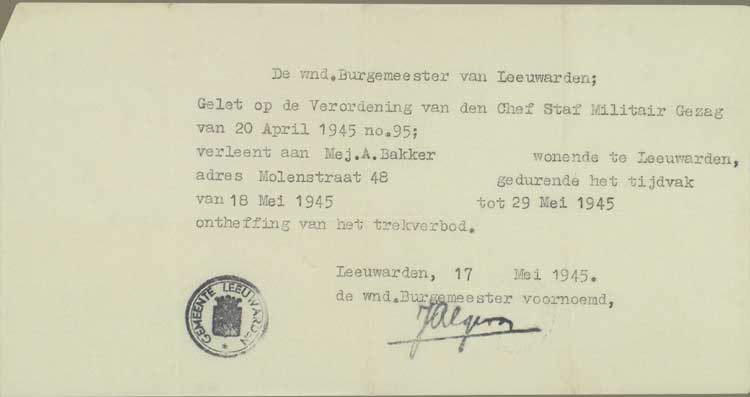 De wnd.Burgemeester van Leeuwarden;
Gelet op de Verordening van den Chef Staf Militair Gezag
van 20 April 1945 no.95;
verleent aan Mej.A.Bakker wonende te Leeuwarden,
adres Molenstraat 48 gedurende het tijdvak
van 18 Mei 1945 tot 29 Mei 1945
ontheffing van het trekverbod.
Leeuwarden, 17 Mei 1945.
de wnd.Burgemeester voornoemd,
GEMEENTE LEEUWARDEN